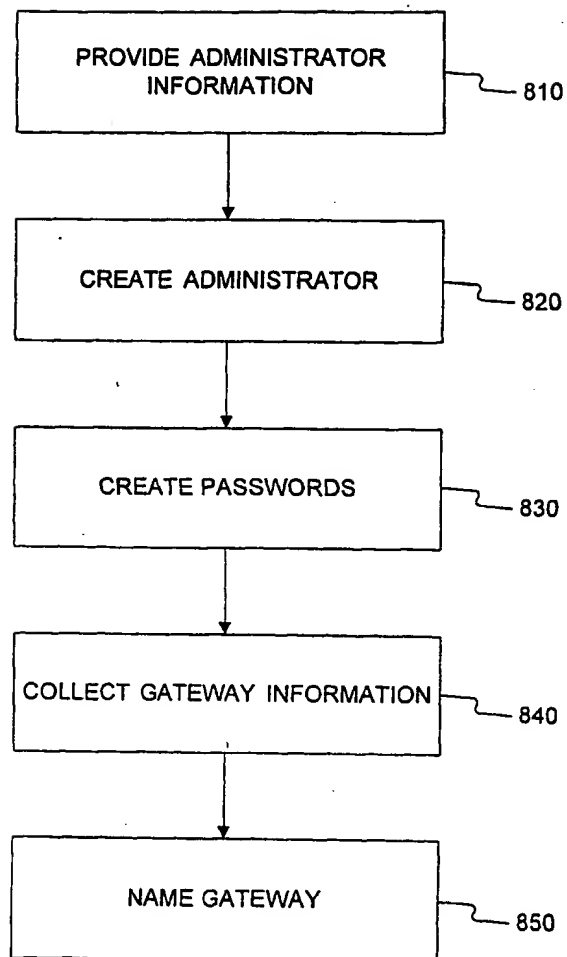 PROVIDE ADMINISTRATOR
INFORMATION
810
CREATE ADMINISTRATOR
820
CREATE PASSWORDS
830
COLLECT GATEWAY INFORMATION
840
NAME GATEWAY
850